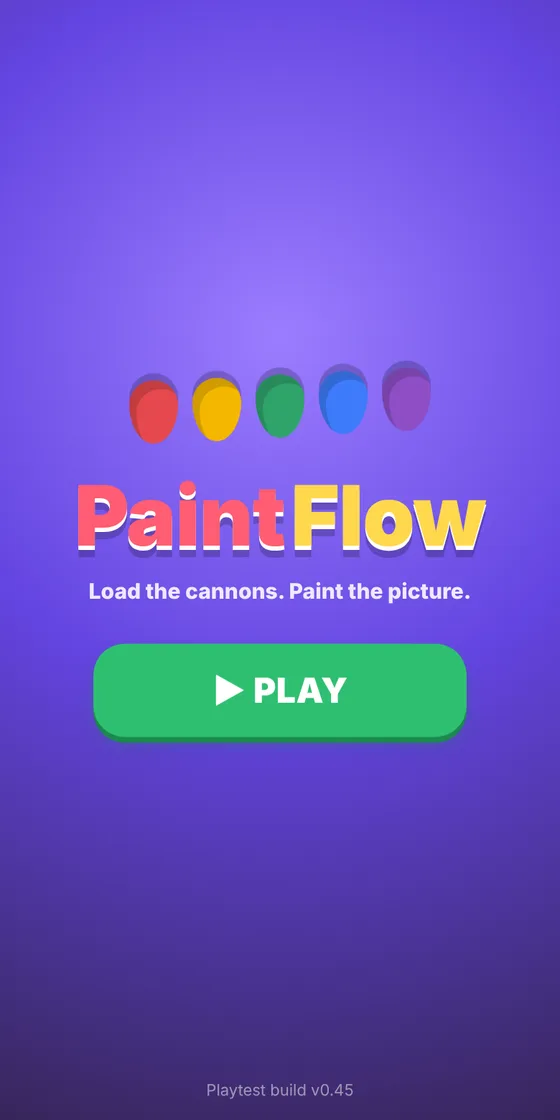 PaintFlow
Load the cannons. Paint the picture.
▶ PLAY
Playtest build v0.45